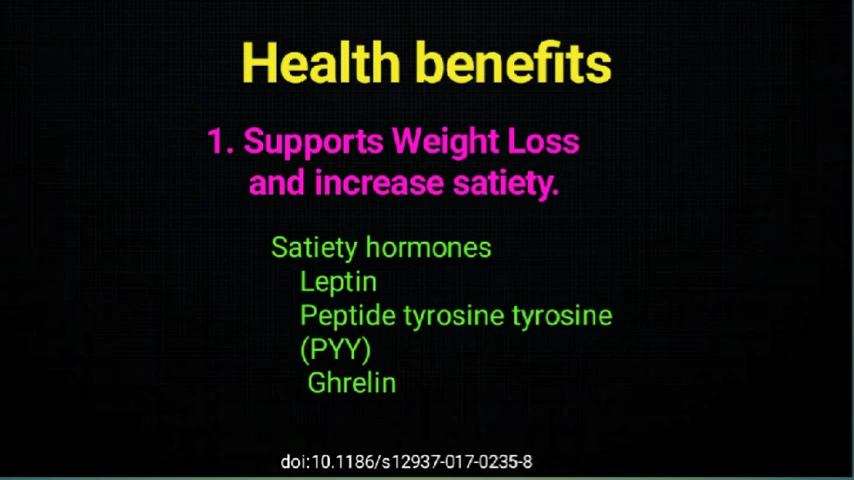 Health benefits
1. Supports Weight Loss
and increase satiety.
Satiety hormones
Leptin
Peptide tyrosine tyrosine
(PYY)
Ghrelin
doi:10.1186/s12937-017-0235-8